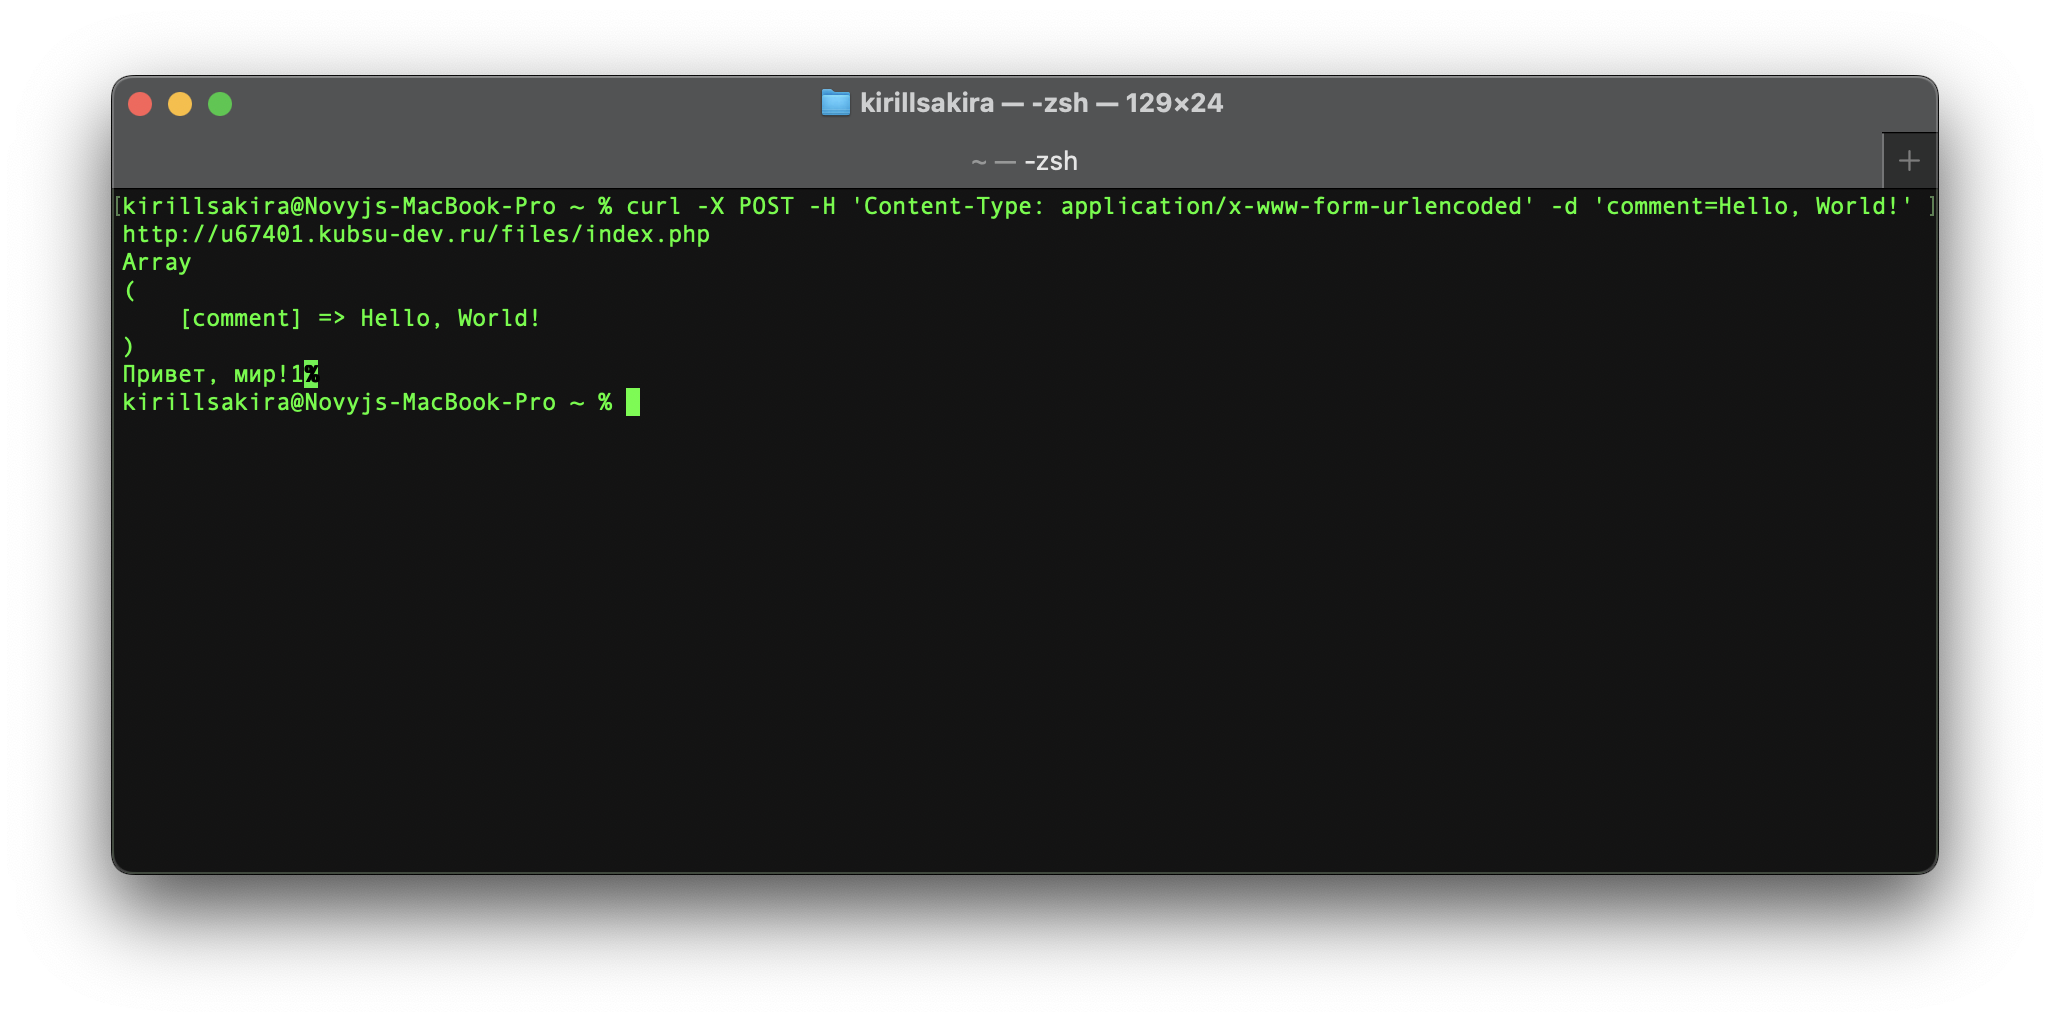 kirillsakira — -zsh — 129×24
~ — -zsh
+
[kirillsakira@Novyjs-MacBook-Pro ~ % curl -X POST -H 'Content-Type: application/x-www-form-urlencoded' -d 'comment=Hello, World!' ]
http://u67401.kubsu-dev.ru/files/index.php
Array
(
    [comment] => Hello, World!
)
Привет, мир!1%
kirillsakira@Novyjs-MacBook-Pro ~ %